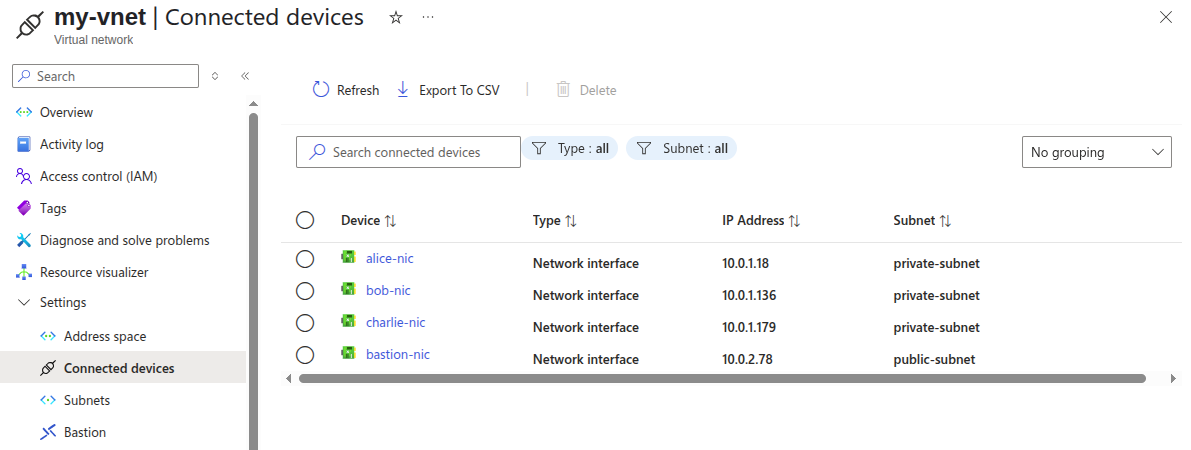 my-vnet | Connected devices
Virtual network
Search
Refresh Export To CSV Delete
Overview
Activity log
Access control (IAM)
Tags
Diagnose and solve problems
Resource visualizer
Settings
Address space
Connected devices
Subnets
Bastion
Search connected devices Type : all Subnet : all No grouping
Device Type IP Address Subnet
alice-nic Network interface 10.0.1.18 private-subnet
bob-nic Network interface 10.0.1.136 private-subnet
charlie-nic Network interface 10.0.1.179 private-subnet
bastion-nic Network interface 10.0.2.78 public-subnet